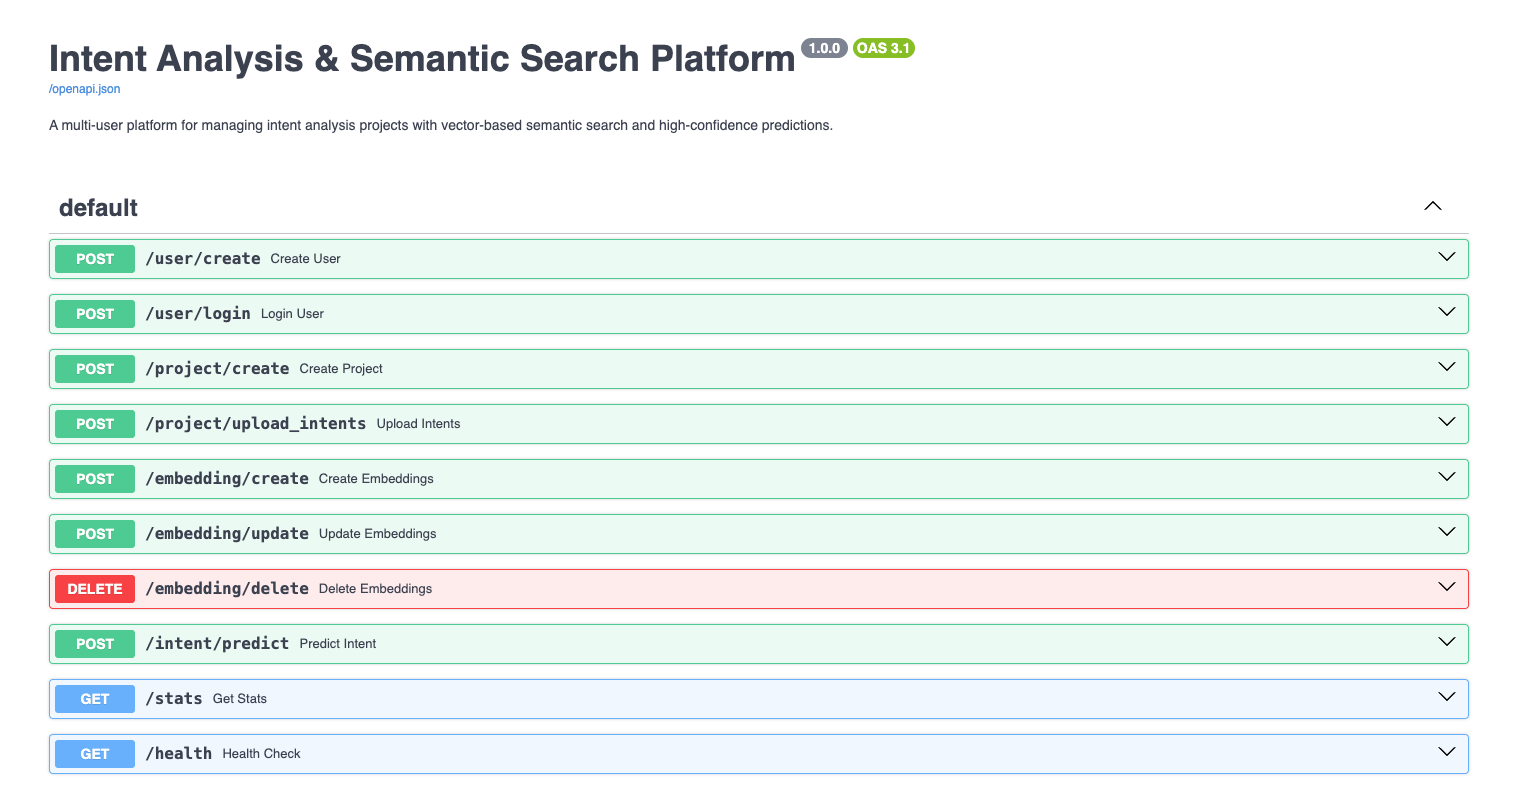 Intent Analysis & Semantic Search Platform 1.0.0 OAS 3.1
/openapi.json
A multi-user platform for managing intent analysis projects with vector-based semantic search and high-confidence predictions.
default
POST /user/create Create User
POST /user/login Login User
POST /project/create Create Project
POST /project/upload_intents Upload Intents
POST /embedding/create Create Embeddings
POST /embedding/update Update Embeddings
DELETE /embedding/delete Delete Embeddings
POST /intent/predict Predict Intent
GET /stats Get Stats
GET /health Health Check